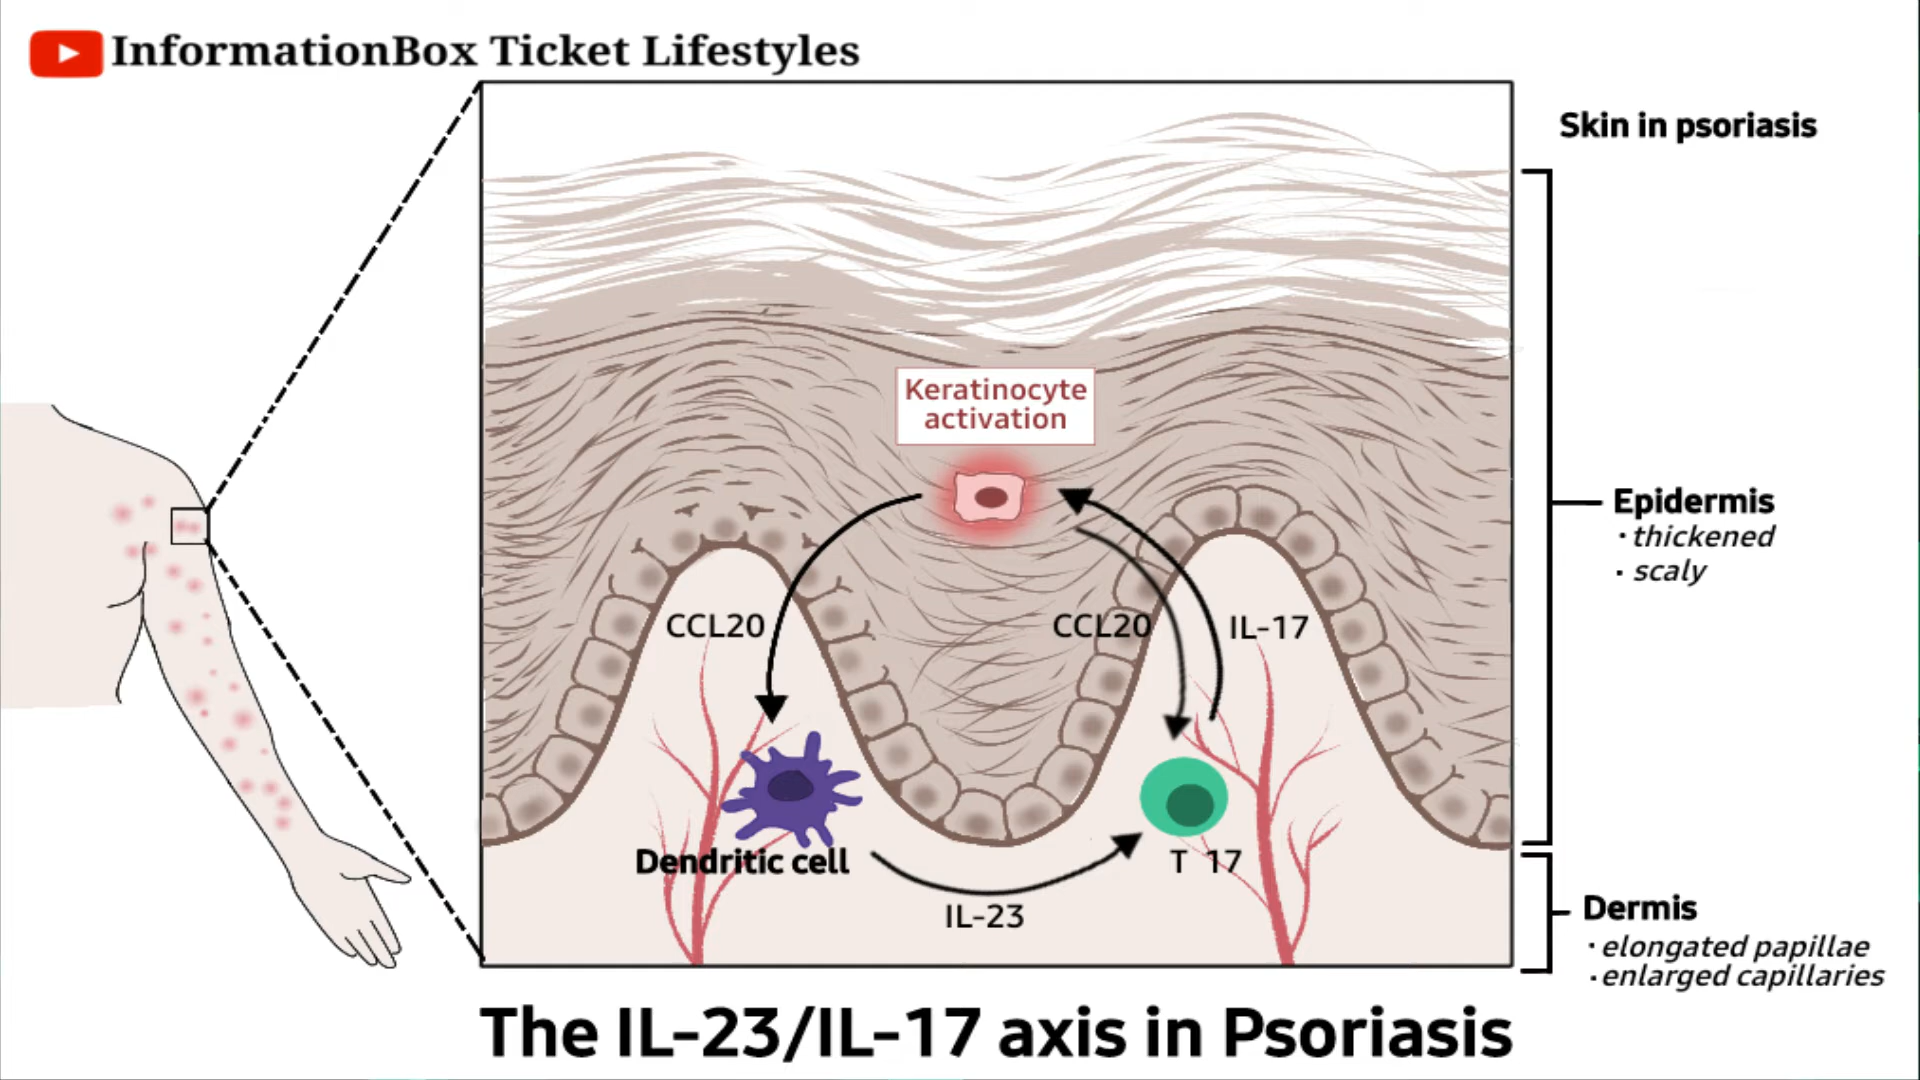 InformationBox Ticket Lifestyles
Skin in psoriasis
Keratinocyte
activation
CCL20
CCL20
IL-17
Epidermis
· thickened
· scaly
Dendritic cell
T 17
IL-23
Dermis
· elongated papillae
· enlarged capillaries
The IL-23/IL-17 axis in Psoriasis